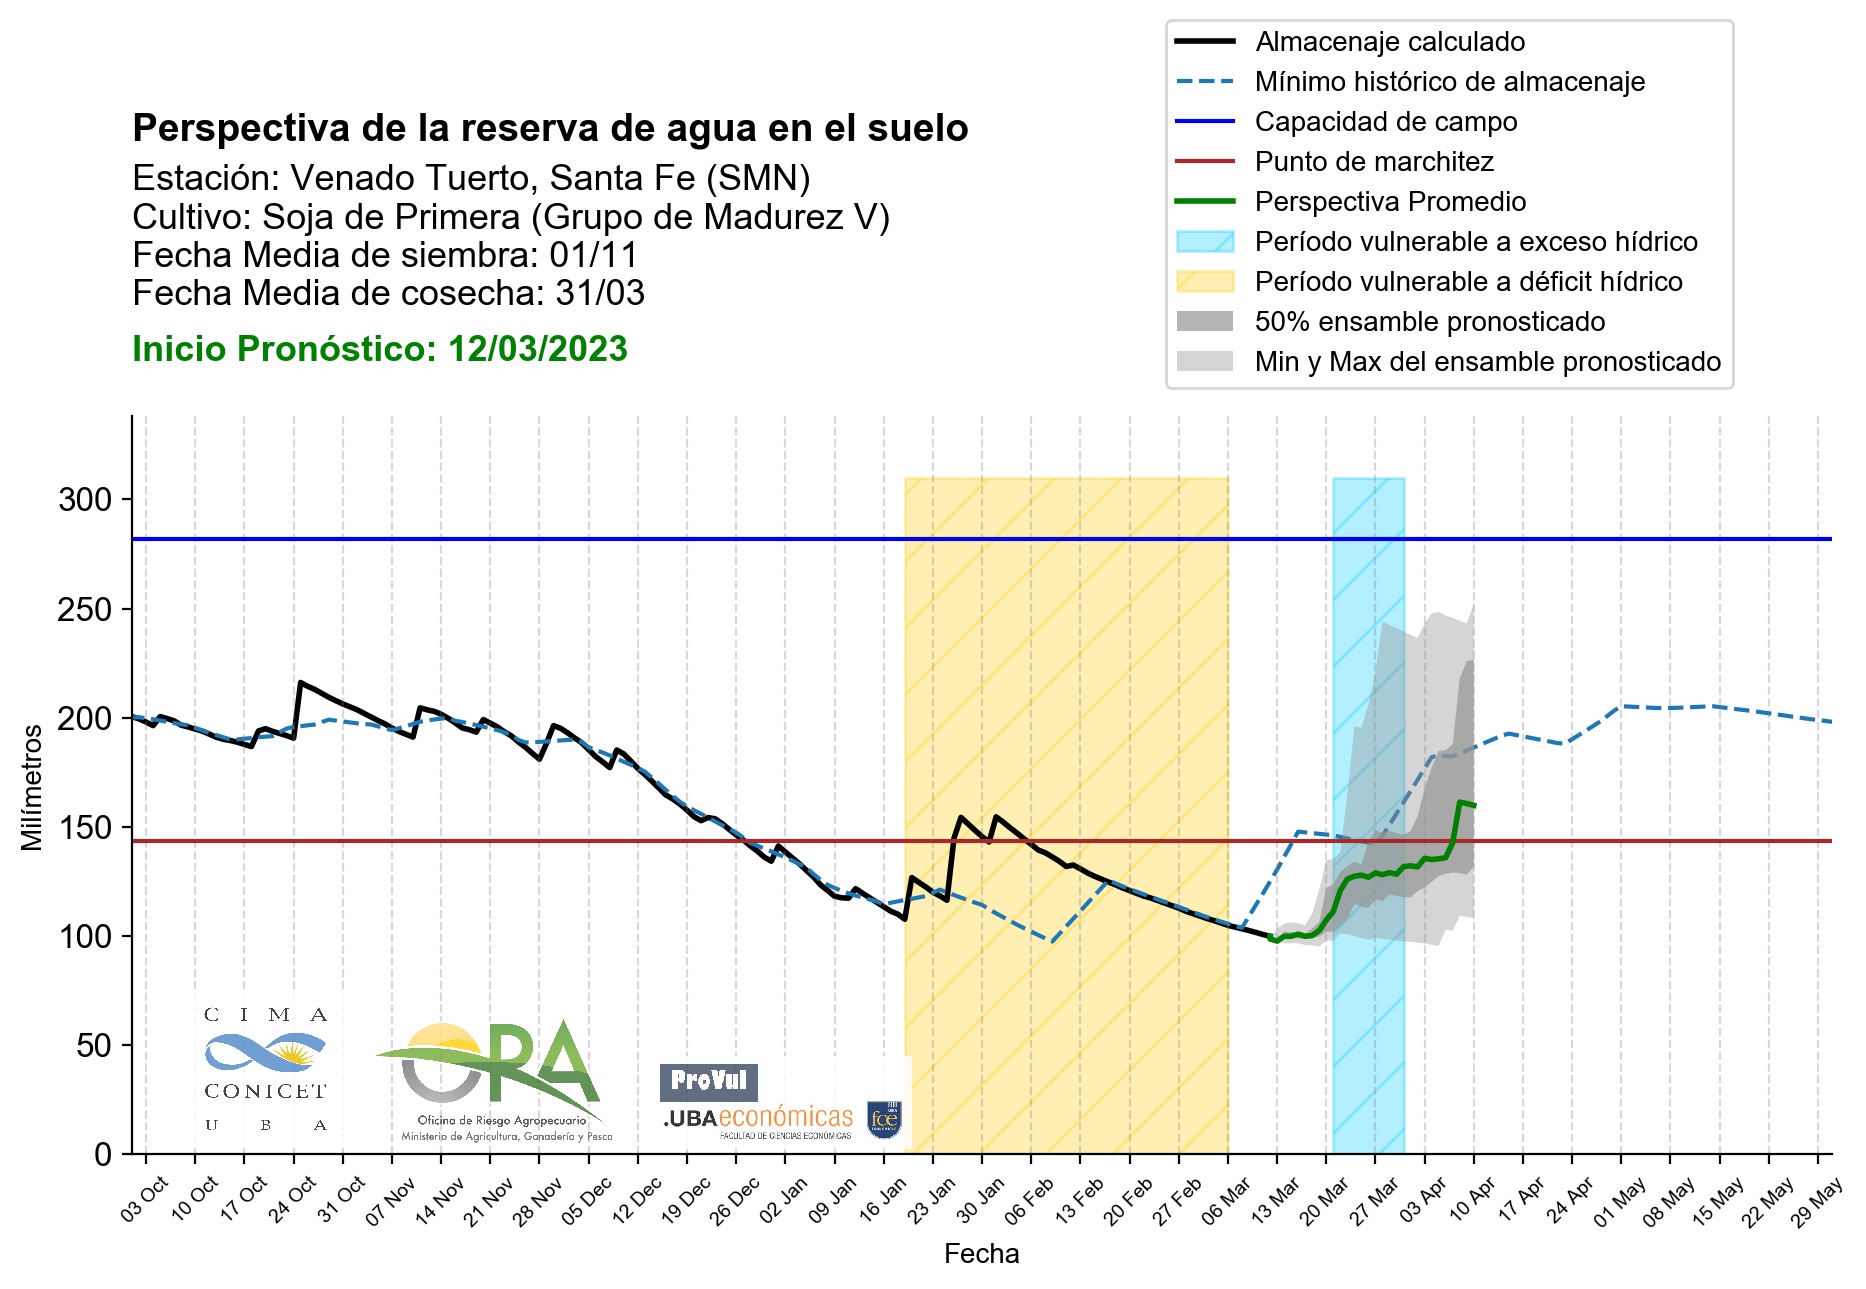 Almacenaje calculado
Mínimo histórico de almacenaje
Capacidad de campo
Punto de marchitez
Perspectiva Promedio
Período vulnerable a exceso hídrico
Período vulnerable a déficit hídrico
50% ensamble pronosticado
Min y Max del ensamble pronosticado
Perspectiva de la reserva de agua en el suelo
Estación: Venado Tuerto, Santa Fe (SMN)
Cultivo: Soja de Primera (Grupo de Madurez V)
Fecha Media de siembra: 01/11
Fecha Media de cosecha: 31/03
Inicio Pronóstico: 12/03/2023
Milímetros
300
250
200
150
100
50
0
CIMA
CONICET
UBA
ORA
Oficina de Riesgo Agropecuario
Ministerio de Agricultura, Ganadería y Pesca
ProVul
.UBAeconómicas
FACULTAD DE CIENCIAS ECONÓMICAS
UBA
fce
ECONÓMICAS
03 Oct 10 Oct 17 Oct 24 Oct 31 Oct 07 Nov 14 Nov 21 Nov 28 Nov 05 Dec 12 Dec 19 Dec 26 Dec 02 Jan 09 Jan 16 Jan 23 Jan 30 Jan 06 Feb 13 Feb 20 Feb 27 Feb 06 Mar 13 Mar 20 Mar 27 Mar 03 Apr 10 Apr 17 Apr 24 Apr 01 May 08 May 15 May 22 May 29 May
Fecha